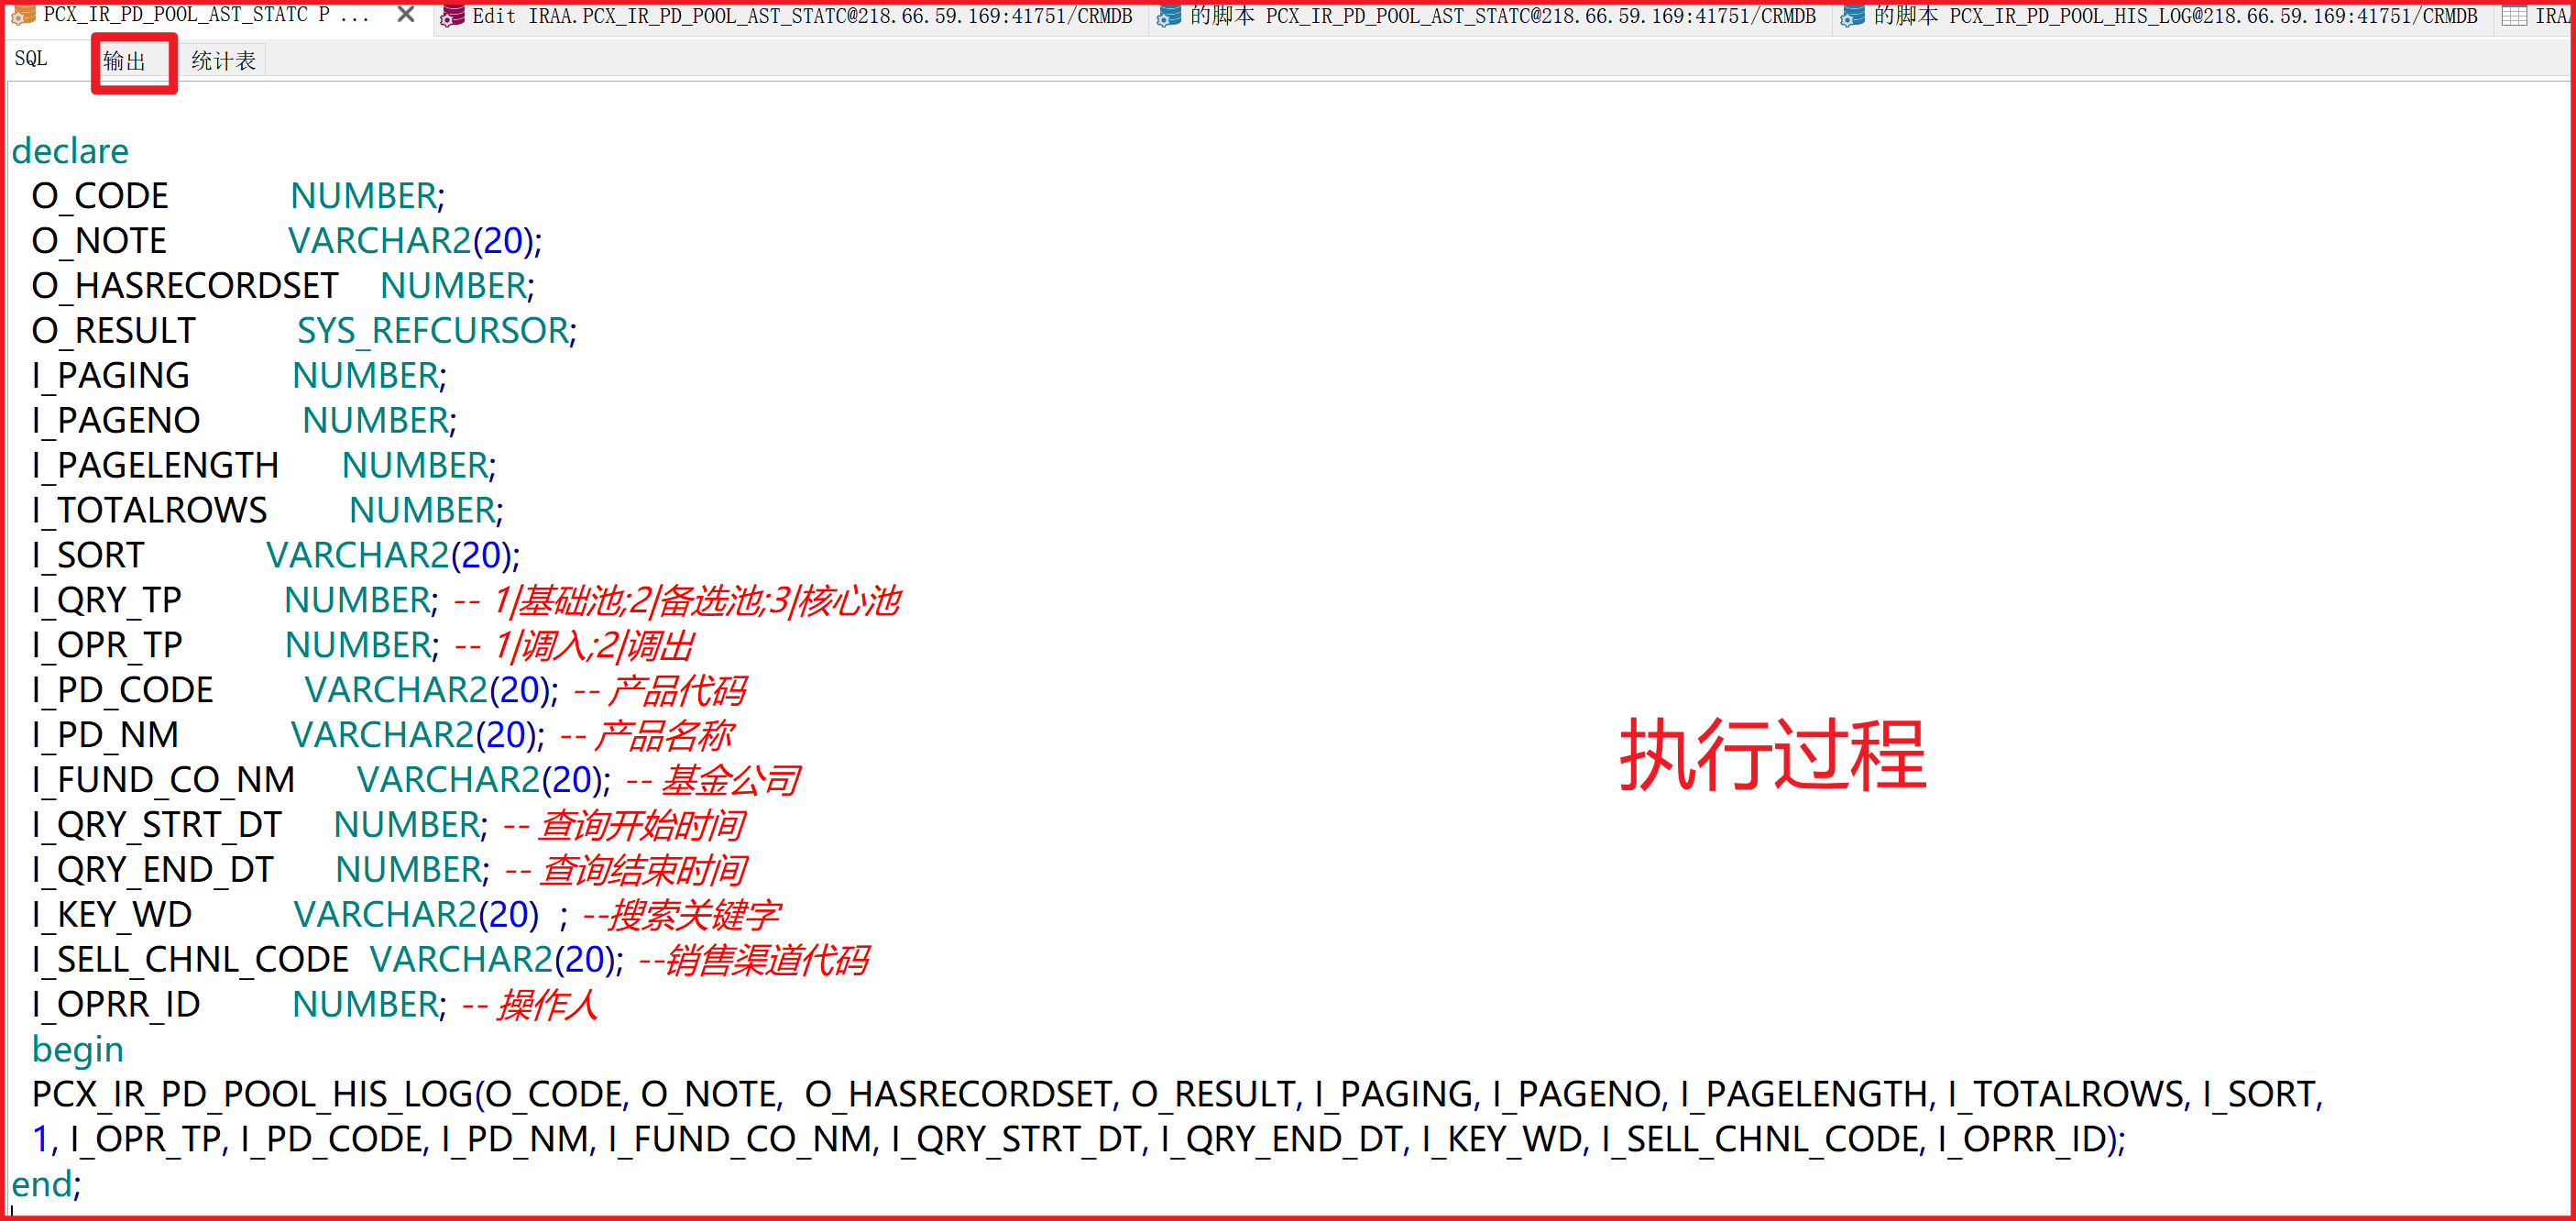 PCX_IR_PD_POOL_AST_STATC P ... Edit IRAA.PCX_IR_PD_POOL_AST_STATC@218.66.59.169:41751/CRMDB 的脚本 PCX_IR_PD_POOL_AST_STATC@218.66.59.169:41751/CRMDB 的脚本 PCX_IR_PD_POOL_HIS_LOG@218.66.59.169:41751/CRMDB IRAA
SQL 输出 统计表
declare
O_CODE NUMBER;
O_NOTE VARCHAR2(20);
O_HASRECORDSET NUMBER;
O_RESULT SYS_REFCURSOR;
I_PAGING NUMBER;
I_PAGENO NUMBER;
I_PAGELENGTH NUMBER;
I_TOTALROWS NUMBER;
I_SORT VARCHAR2(20);
I_QRY_TP NUMBER; -- 1|基础池;2|备选池;3|核心池
I_OPR_TP NUMBER; -- 1|调入;2|调出
I_PD_CODE VARCHAR2(20); -- 产品代码
I_PD_NM VARCHAR2(20); -- 产品名称
I_FUND_CO_NM VARCHAR2(20); -- 基金公司
I_QRY_STRT_DT NUMBER; -- 查询开始时间
I_QRY_END_DT NUMBER; -- 查询结束时间
I_KEY_WD VARCHAR2(20) ; --搜索关键字
I_SELL_CHNL_CODE VARCHAR2(20); --销售渠道代码
I_OPRR_ID NUMBER; -- 操作人
begin
PCX_IR_PD_POOL_HIS_LOG(O_CODE, O_NOTE, O_HASRECORDSET, O_RESULT, I_PAGING, I_PAGENO, I_PAGELENGTH, I_TOTALROWS, I_SORT,
1, I_OPR_TP, I_PD_CODE, I_PD_NM, I_FUND_CO_NM, I_QRY_STRT_DT, I_QRY_END_DT, I_KEY_WD, I_SELL_CHNL_CODE, I_OPRR_ID);
end;
执行过程